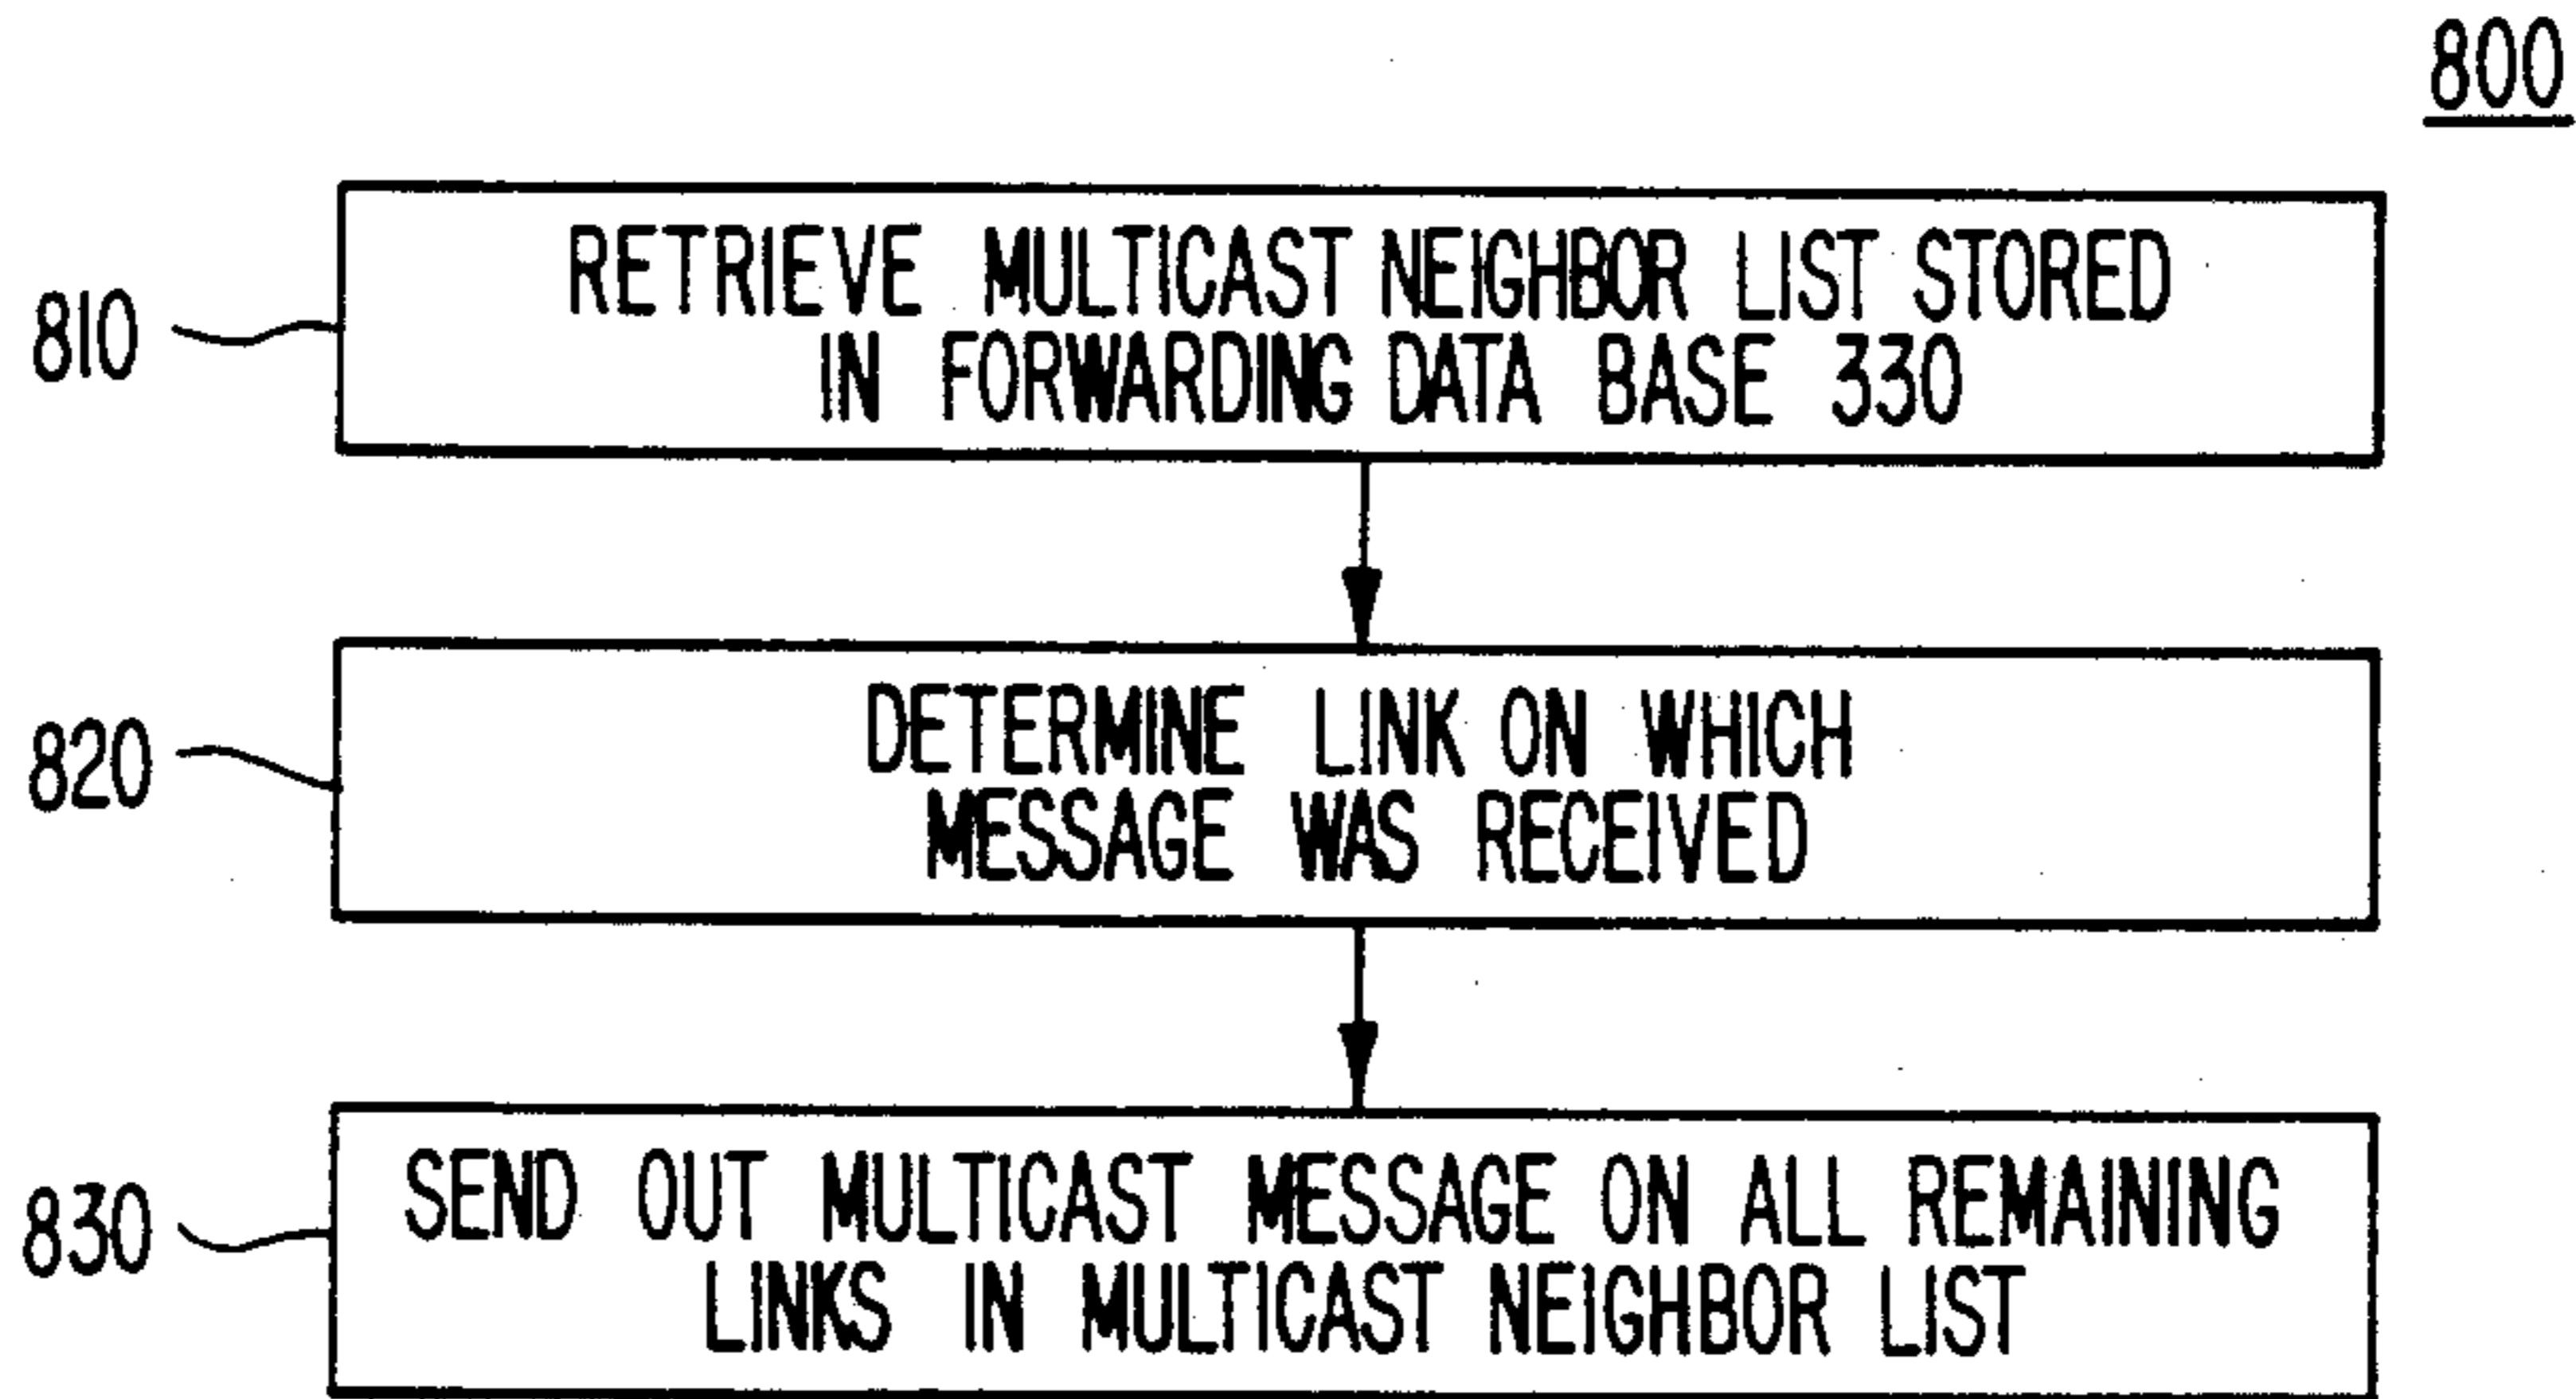 800
810
RETRIEVE MULTICAST NEIGHBOR LIST STORED
IN FORWARDING DATA BASE 330
820
DETERMINE LINK ON WHICH
MESSAGE WAS RECEIVED
830
SEND OUT MULTICAST MESSAGE ON ALL REMAINING
LINKS IN MULTICAST NEIGHBOR LIST